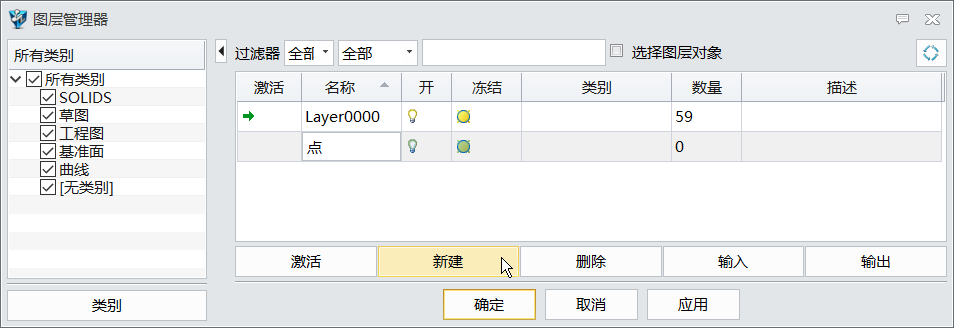 图层管理器
所有类别
所有类别
SOLIDS
草图
工程图
基准面
曲线
[无类别]
类别
过滤器 全部 全部 选择图层对象
激活 名称 开 冻结 类别 数量 描述
Layer0000 59
点 0
激活 新建 删除 输入 输出
确定 取消 应用